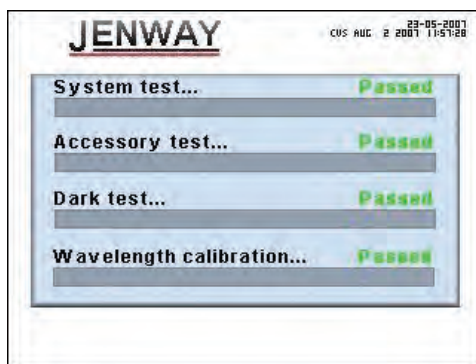 JENWAY
23-05-2007
CVS AUG 2 2007 11:57:28
System test... Passed
Accessory test... Passed
Dark test... Passed
Wavelength calibration... Passed